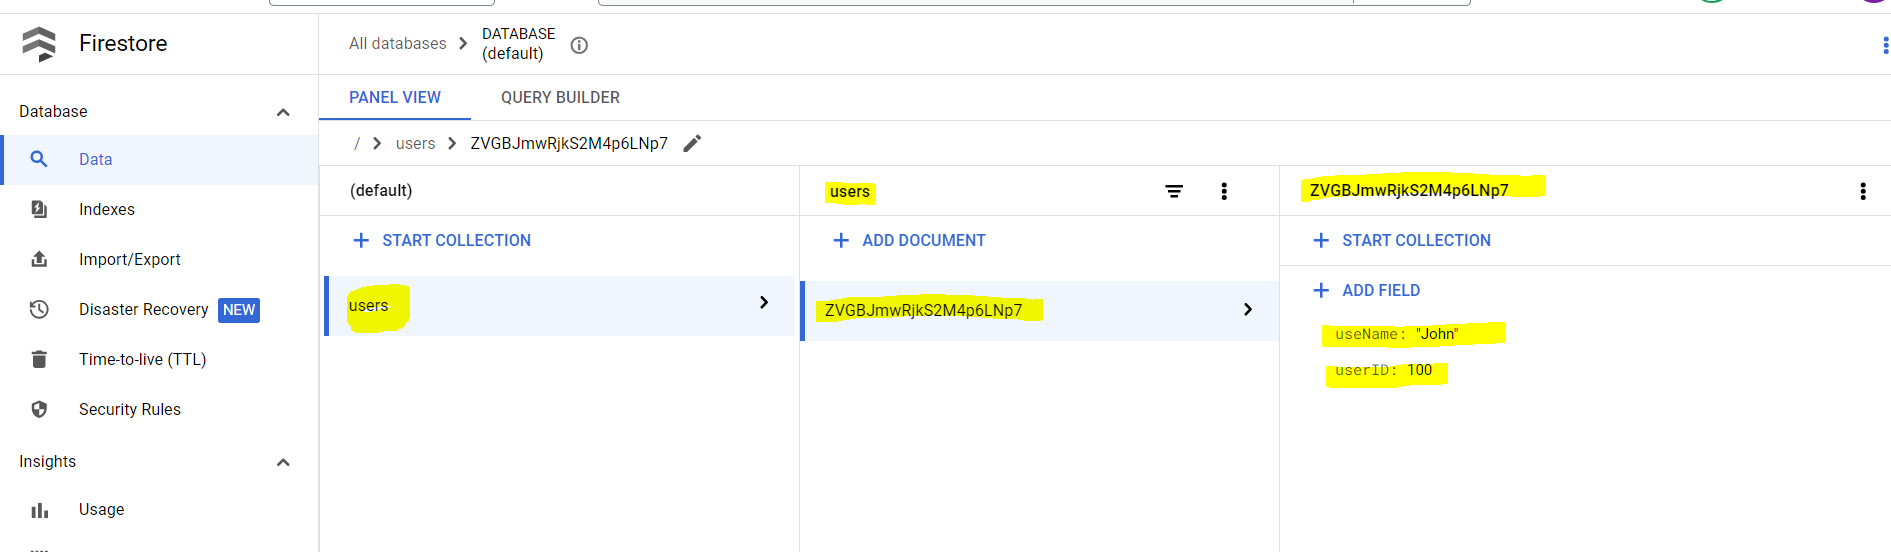 Firestore
All databases
DATABASE
(default)
Database
Data
Indexes
Import/Export
Disaster Recovery NEW
Time-to-live (TTL)
Security Rules
Insights
Usage
PANEL VIEW QUERY BUILDER
/ users ZVGBJmwRjkS2M4p6LNp7
(default)
START COLLECTION
users
users
ADD DOCUMENT
ZVGBJmwRjkS2M4p6LNp7
ZVGBJmwRjkS2M4p6LNp7
START COLLECTION
ADD FIELD
useName: "John"
userID: 100